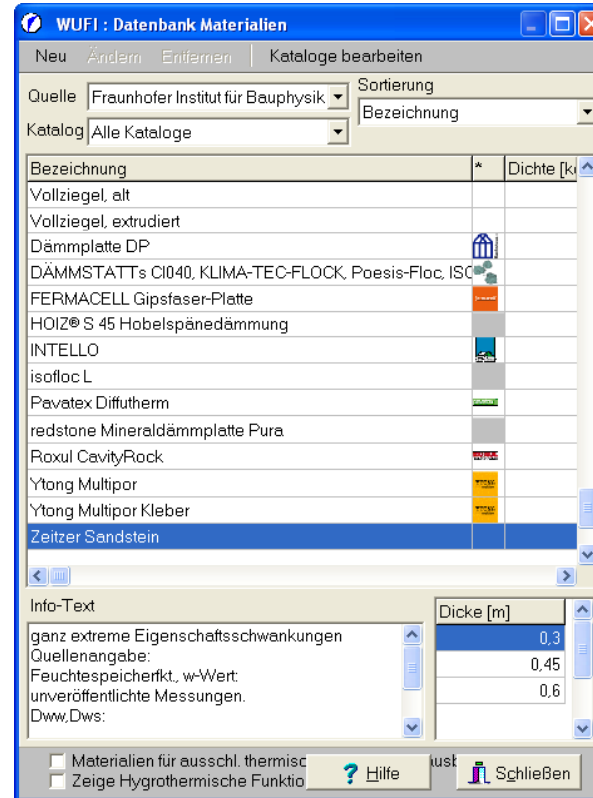 WUFI : Datenbank Materialien
Neu Ändern Entfernen Kataloge bearbeiten
Quelle Fraunhofer Institut für Bauphysik
Sortierung
Bezeichnung
Katalog Alle Kataloge
Bezeichnung * Dichte [k
Vollziegel, alt
Vollziegel, extrudiert
Dämmplatte DP
DÄMMSTATTs CI040, KLIMA-TEC-FLOCK, Poesis-Floc, ISO
FERMACELL Gipsfaser-Platte
HOIZ® S 45 Hobelspänedämmung
INTELLO
isofloc L
Pavatex Diffutherm
redstone Mineraldämmplatte Pura
Roxul CavityRock
Ytong Multipor
Ytong Multipor Kleber
Zeitzer Sandstein
Info-Text
ganz extreme Eigenschaftsschwankungen
Quellenangabe:
Feuchtespeicherfkt., w-Wert:
unveröffentlichte Messungen.
Dww,Dws:
Dicke [m]
0,3
0,45
0,6
Materialien für ausschl. thermisc
Zeige Hygrothermische Funktio
? Hilfe
Schließen